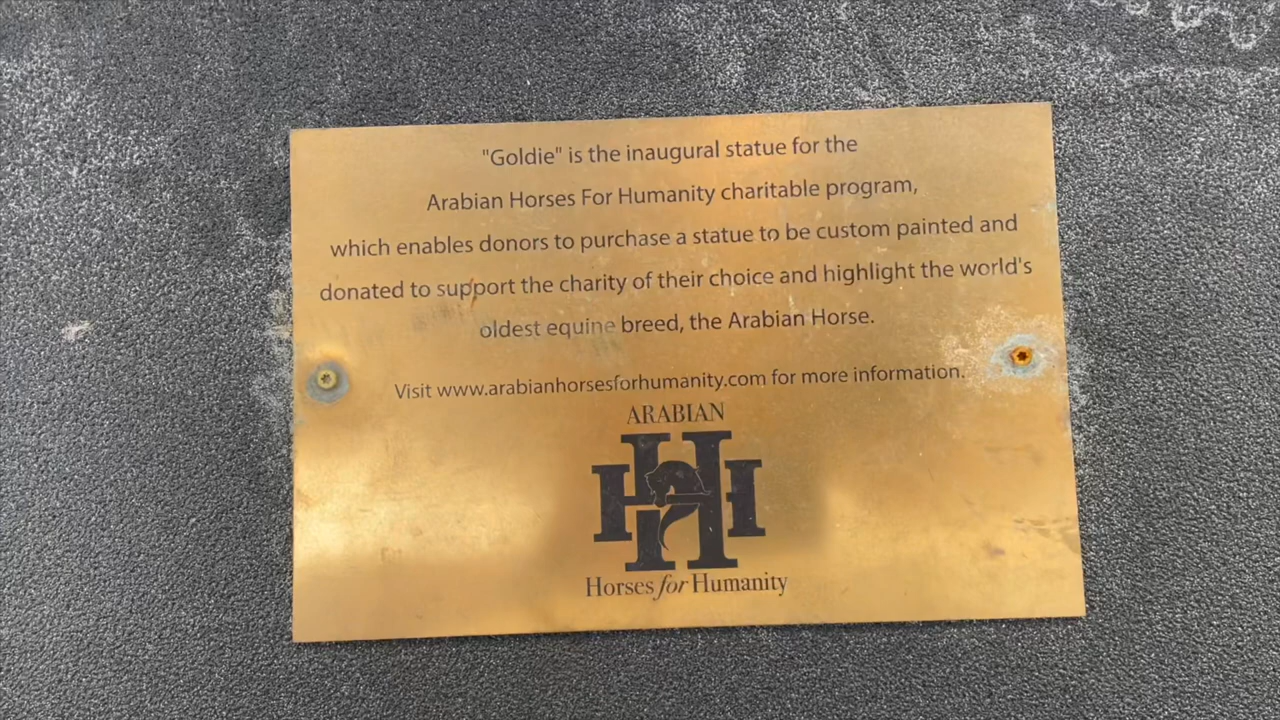 "Goldie" is the inaugural statue for the
Arabian Horses For Humanity charitable program,
which enables donors to purchase a statue to be custom painted and
donated to support the charity of their choice and highlight the world's
oldest equine breed, the Arabian Horse.
Visit www.arabianhorsesforhumanity.com for more information.
ARABIAN
HHH
Horses for Humanity